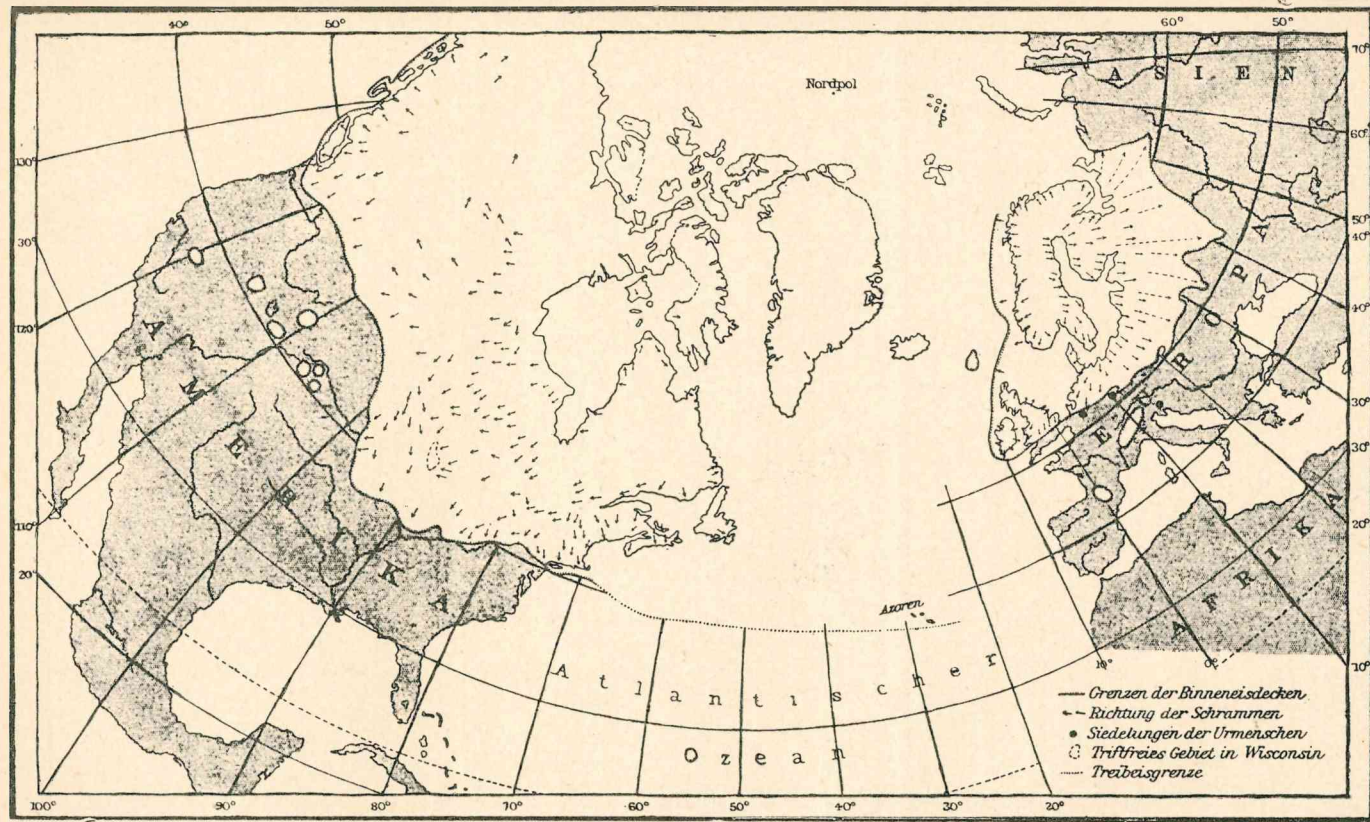 40° 50° 60° 50°
Nordpol
ASIEN
70°
60°
130°
50°
40°
30°
40°
120°
30°
AMERIKA
EUROPA
110°
20°
20°
AFRIKA
Azoren
10° 0°
10°
Atlantischer
Ozean
Grenzen der Binneneisdecken
Richtung der Schrammen
Siedelungen der Urmenschen
Triftfreies Gebiet in Wisconsin
Treibeisgrenze
100° 90° 80° 70° 60° 50° 40° 30° 20°